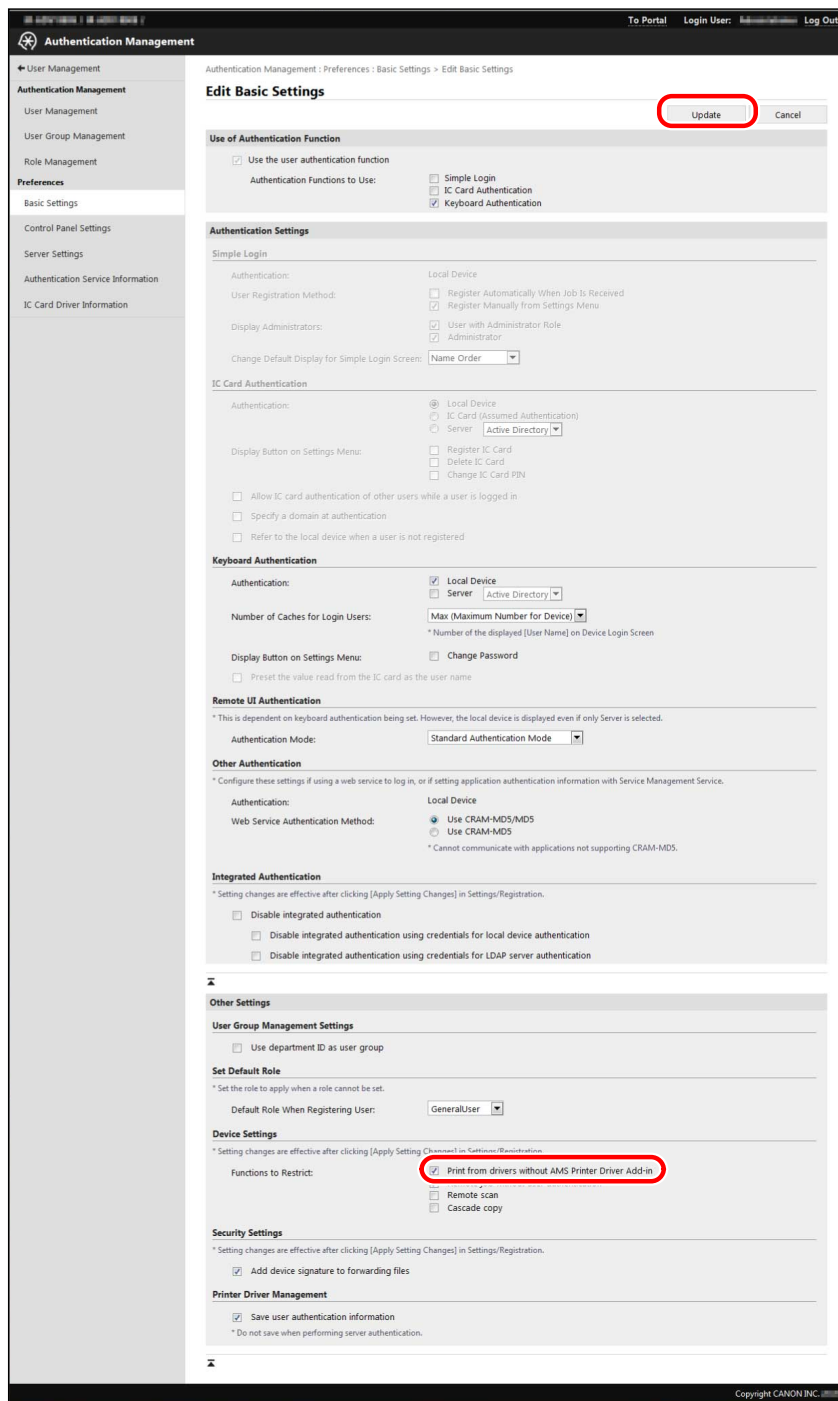 To Portal Login User: Log Out
Authentication Management
User Management
Authentication Management
User Management
User Group Management
Role Management
Preferences
Basic Settings
Control Panel Settings
Server Settings
Authentication Service Information
IC Card Driver Information
Authentication Management : Preferences : Basic Settings > Edit Basic Settings
Edit Basic Settings
Update Cancel
Use of Authentication Function
Use the user authentication function
Authentication Functions to Use: Simple Login
IC Card Authentication
Keyboard Authentication
Authentication Settings
Simple Login
Authentication: Local Device
User Registration Method: Register Automatically When Job Is Received
Register Manually from Settings Menu
Display Administrators: User with Administrator Role
Administrator
Change Default Display for Simple Login Screen: Name Order
IC Card Authentication
Authentication: Local Device
IC Card (Assumed Authentication)
Server Active Directory
Display Button on Settings Menu: Register IC Card
Delete IC Card
Change IC Card PIN
Allow IC card authentication of other users while a user is logged in
Specify a domain at authentication
Refer to the local device when a user is not registered
Keyboard Authentication
Authentication: Local Device
Server Active Directory
Number of Caches for Login Users: Max (Maximum Number for Device)
* Number of the displayed [User Name] on Device Login Screen
Display Button on Settings Menu: Change Password
Preset the value read from the IC card as the user name
Remote UI Authentication
* This is dependent on keyboard authentication being set. However, the local device is displayed even if only Server is selected.
Authentication Mode: Standard Authentication Mode
Other Authentication
* Configure these settings if using a web service to log in, or if setting application authentication information with Service Management Service.
Authentication: Local Device
Web Service Authentication Method: Use CRAM-MD5/MD5
Use CRAM-MD5
* Cannot communicate with applications not supporting CRAM-MD5.
Integrated Authentication
* Setting changes are effective after clicking [Apply Setting Changes] in Settings/Registration.
Disable integrated authentication
Disable integrated authentication using credentials for local device authentication
Disable integrated authentication using credentials for LDAP server authentication
Other Settings
User Group Management Settings
Use department ID as user group
Set Default Role
* Set the role to apply when a role cannot be set.
Default Role When Registering User: GeneralUser
Device Settings
* Setting changes are effective after clicking [Apply Setting Changes] in Settings/Registration.
Functions to Restrict: Print from drivers without AMS Printer Driver Add-in
Remote scan
Cascade copy
Security Settings
* Setting changes are effective after clicking [Apply Setting Changes] in Settings/Registration.
Add device signature to forwarding files
Printer Driver Management
Save user authentication information
* Do not save when performing server authentication.
Copyright CANON INC.